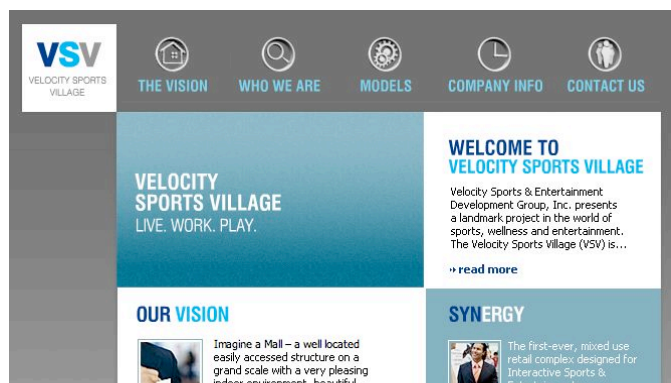 VSV
VELOCITY SPORTS
VILLAGE
THE VISION
WHO WE ARE
MODELS
COMPANY INFO
CONTACT US
VELOCITY
SPORTS VILLAGE
LIVE. WORK. PLAY.
WELCOME TO
VELOCITY SPORTS VILLAGE
Velocity Sports & Entertainment
Development Group, Inc. presents
a landmark project in the world of
sports, wellness and entertainment.
The Velocity Sports Village (VSV) is...
» read more
OUR VISION
Imagine a Mall – a well located
easily accessed structure on a
grand scale with a very pleasing
SYNERGY
The first-ever, mixed use
retail complex designed for
Interactive Sports &